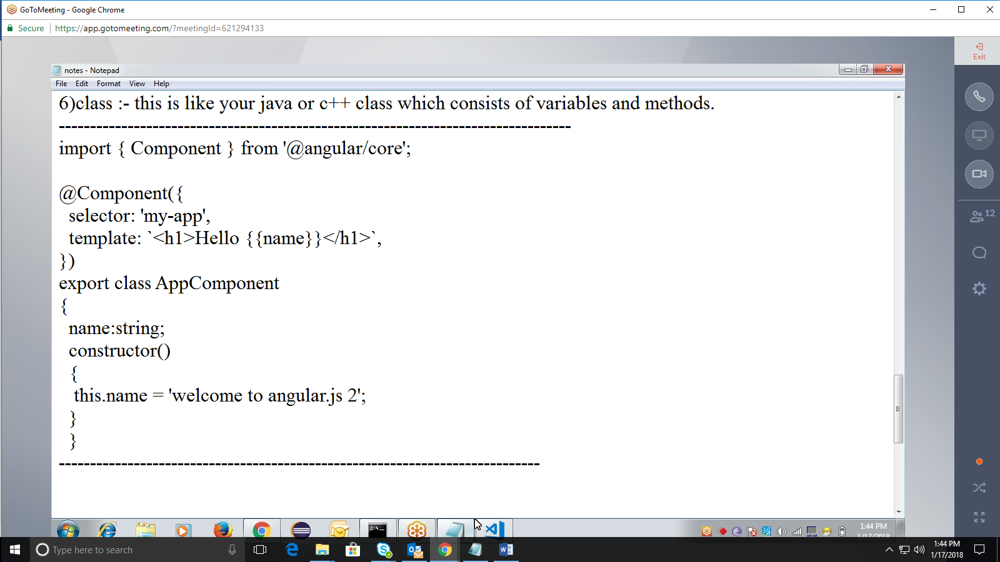 GoToMeeting - Google Chrome
Secure
https://app.gotomeeting.com/?meetingId=621294133
Exit
notes - Notepad
File Edit Format View Help
6)class :- this is like your java or c++ class which consists of variables and methods.
----------------------------------------------------------------------------------
import { Component } from '@angular/core';
@Component({
selector: 'my-app',
template: `<h1>Hello {{name}}</h1>`,
})
export class AppComponent
{
name:string;
constructor()
{
this.name = 'welcome to angular.js 2';
}
}
-----------------------------------------------------------------------------
12
1:44 PM
1/17/2018
Type here to search
1:44 PM
1/17/2018